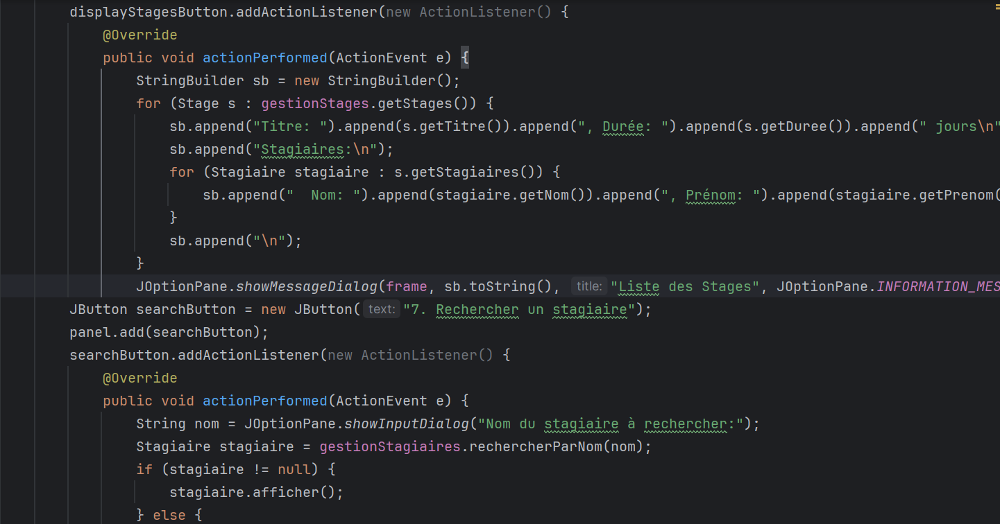 displayStagesButton.addActionListener(new ActionListener() {
@Override
public void actionPerformed(ActionEvent e) {
StringBuilder sb = new StringBuilder();
for (Stage s : gestionStages.getStages()) {
sb.append("Titre: ").append(s.getTitre()).append(", Durée: ").append(s.getDuree()).append(" jours\n"
sb.append("Stagiaires:\n");
for (Stagiaire stagiaire : s.getStagiaires()) {
sb.append("  Nom: ").append(stagiaire.getNom()).append(", Prénom: ").append(stagiaire.getPrenom(
}
sb.append("\n");
}
JOptionPane.showMessageDialog(frame, sb.toString(), title: "Liste des Stages", JOptionPane.INFORMATION_MES
JButton searchButton = new JButton( text: "7. Rechercher un stagiaire");
panel.add(searchButton);
searchButton.addActionListener(new ActionListener() {
@Override
public void actionPerformed(ActionEvent e) {
String nom = JOptionPane.showInputDialog("Nom du stagiaire à rechercher:");
Stagiaire stagiaire = gestionStagiaires.rechercherParNom(nom);
if (stagiaire != null) {
stagiaire.afficher();
} else {